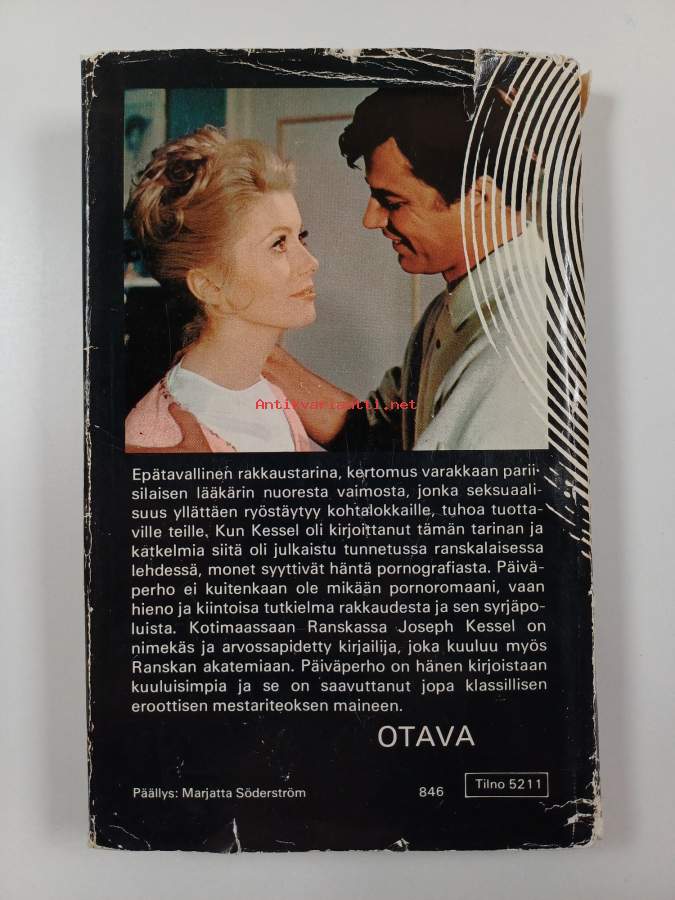 Antikvariaatti.net
Epätavallinen rakkaustarina, kertomus varakkaan parii-
silaisen lääkärin nuoresta vaimosta, jonka seksuaali-
suus yllättäen ryöstäytyy kohtalokkaille, tuhoa tuotta-
ville teille. Kun Kessel oli kirjoittanut tämän tarinan ja
katkelmia siitä oli julkaistu tunnetussa ranskalaisessa
lehdessä, monet syyttivät häntä pornografiasta. Päivä-
perho ei kuitenkaan ole mikään pornoromaani, vaan
hieno ja kiintoisa tutkielma rakkaudesta ja sen syrjäpo-
luista. Kotimaassaan Ranskassa Joseph Kessel on
nimekäs ja arvossapidetty kirjailija, joka kuuluu myös
Ranskan akatemiaan. Päiväperho on hänen kirjoistaan
kuuluisimpia ja se on saavuttanut jopa klassillisen
eroottisen mestariteoksen maineen.
OTAVA
Päällys: Marjatta Söderström 846 Tilno 5211